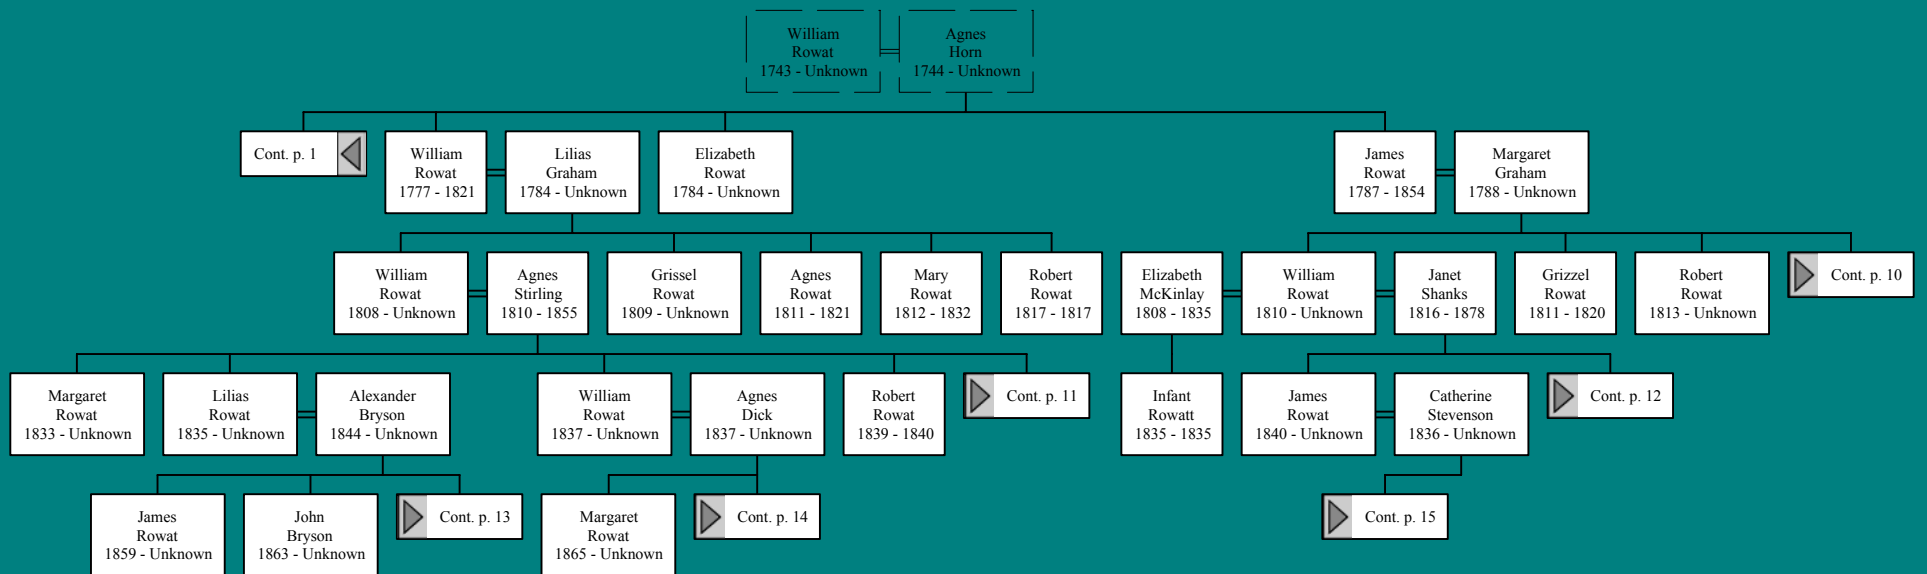 William
Rowat
1743 - Unknown
Agnes
Horn
1744 - Unknown
Cont. p. 1
William
Rowat
1777 - 1821
Lilias
Graham
1784 - Unknown
Elizabeth
Rowat
1784 - Unknown
James
Rowat
1787 - 1854
Margaret
Graham
1788 - Unknown
William
Rowat
1808 - Unknown
Agnes
Stirling
1810 - 1855
Grissel
Rowat
1809 - Unknown
Agnes
Rowat
1811 - 1821
Mary
Rowat
1812 - 1832
Robert
Rowat
1817 - 1817
Elizabeth
McKinlay
1808 - 1835
William
Rowat
1810 - Unknown
Janet
Shanks
1816 - 1878
Grizzel
Rowat
1811 - 1820
Robert
Rowat
1813 - Unknown
Cont. p. 10
Margaret
Rowat
1833 - Unknown
Lilias
Rowat
1835 - Unknown
Alexander
Bryson
1844 - Unknown
William
Rowat
1837 - Unknown
Agnes
Dick
1837 - Unknown
Robert
Rowat
1839 - 1840
Cont. p. 11
Infant
Rowatt
1835 - 1835
James
Rowat
1840 - Unknown
Catherine
Stevenson
1836 - Unknown
Cont. p. 12
James
Rowat
1859 - Unknown
John
Bryson
1863 - Unknown
Cont. p. 13
Margaret
Rowat
1865 - Unknown
Cont. p. 14
Cont. p. 15